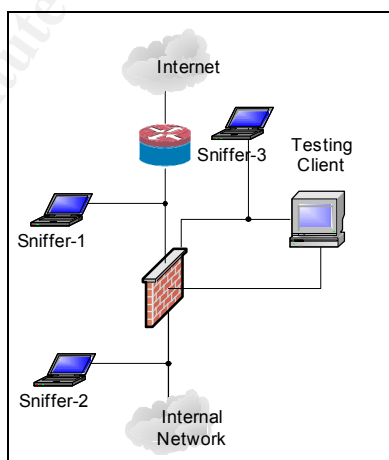 Internet
Sniffer-3
Testing
Client
Sniffer-1
Sniffer-2
Internal
Network